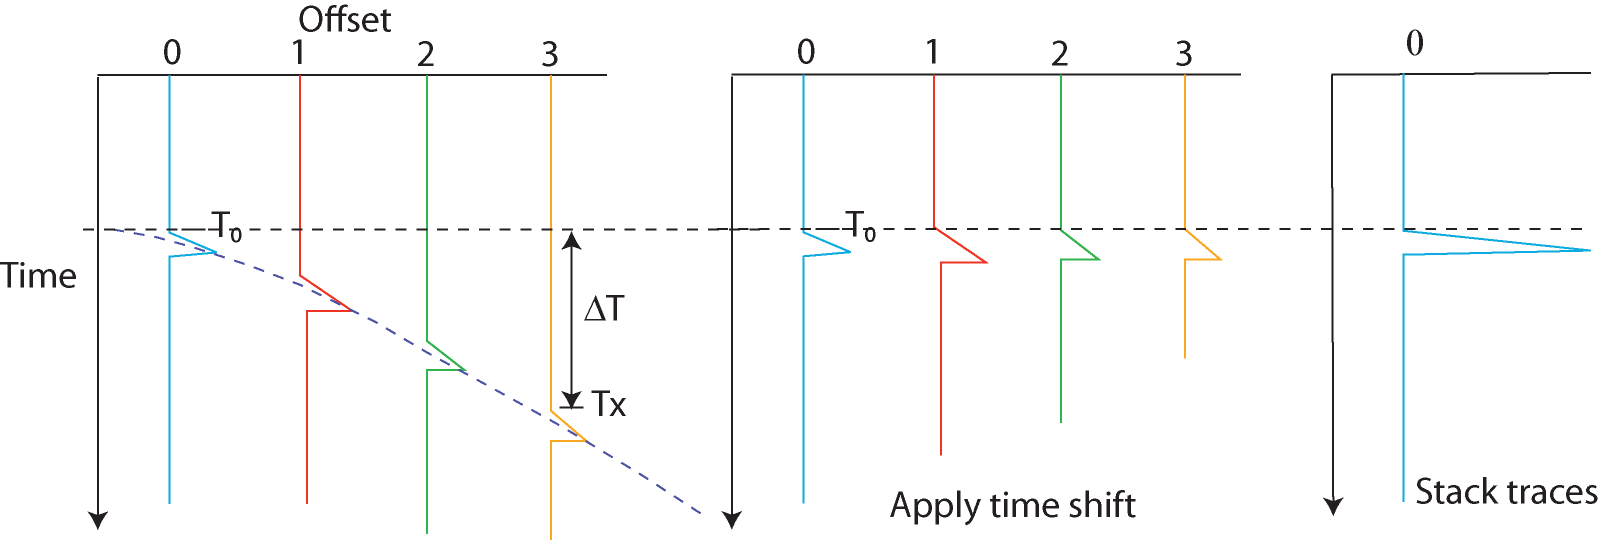 Offset
0 1 2 3
T₀
Time
ΔT
Tx
0 1 2 3
T₀
Apply time shift
0
Stack traces